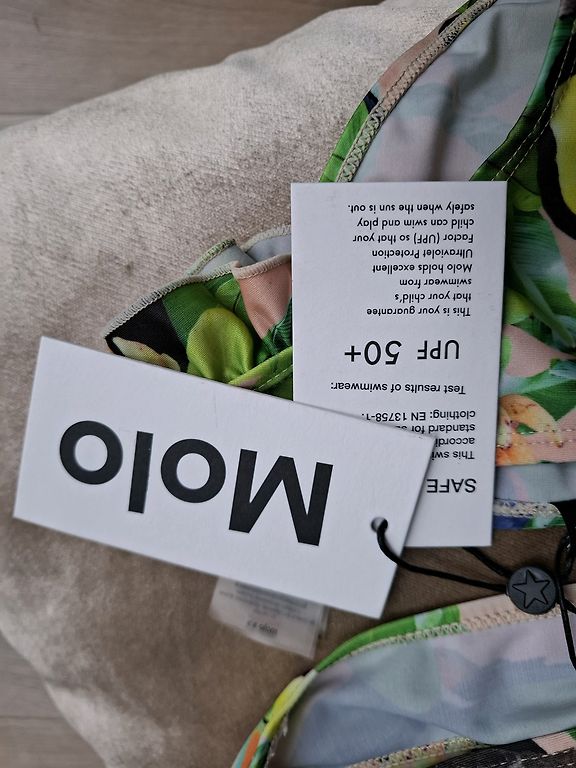 Molo
SAFE
This
accordi
standard for
clothing: EN 13758-1
Test results of swimwear:
UPF 50+
This is your guarantee
that your child's
swimwear from
Molo holds excellent
Ultraviolet Protection
Factor (UPF) so that your
child can swim and play
safely when the sun is out.